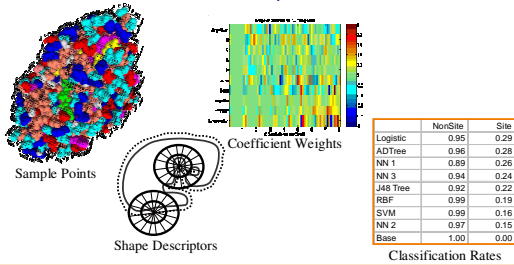 Sample Points
Coefficient Weights
Shape Descriptors
NonSite Site
Logistic 0.95 0.29
ADTree 0.96 0.28
NN 1 0.89 0.26
NN 3 0.94 0.24
J48 Tree 0.92 0.22
RBF 0.99 0.19
SVM 0.99 0.16
NN 2 0.97 0.15
Base 1.00 0.00
Classification Rates